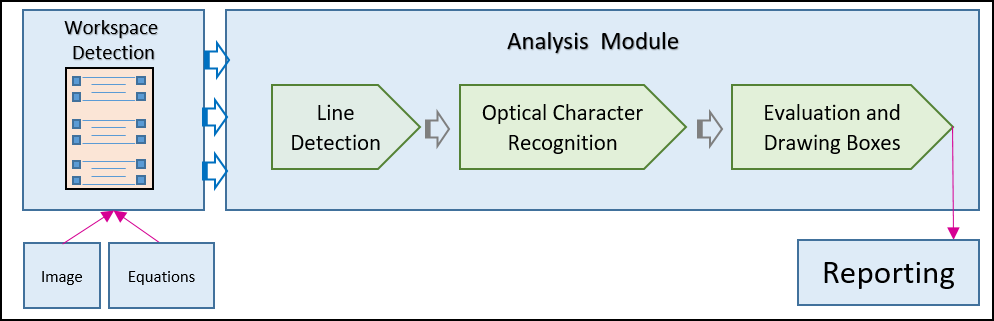 Workspace
Detection
Analysis Module
Line
Detection
Optical Character
Recognition
Evaluation and
Drawing Boxes
Image
Equations
Reporting